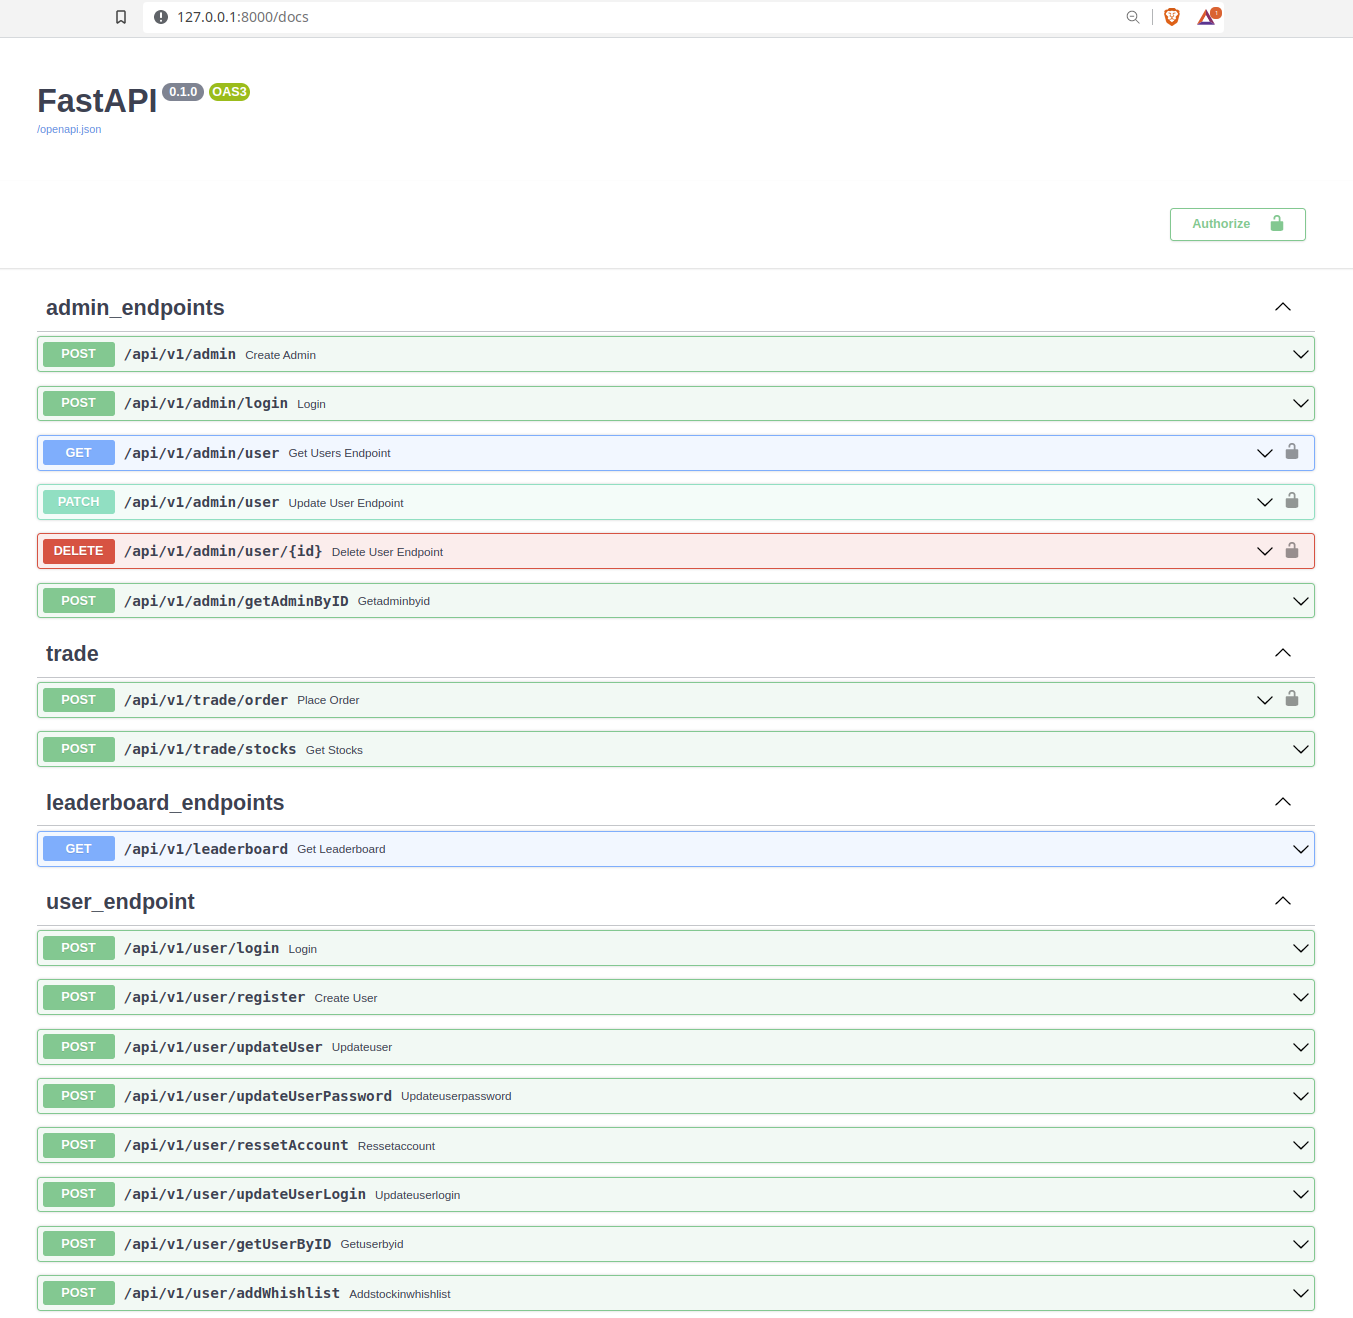 127.0.0.1:8000/docs
FastAPI 0.1.0 OAS3
/openapi.json
Authorize
admin_endpoints
POST /api/v1/admin Create Admin
POST /api/v1/admin/login Login
GET /api/v1/admin/user Get Users Endpoint
PATCH /api/v1/admin/user Update User Endpoint
DELETE /api/v1/admin/user/{id} Delete User Endpoint
POST /api/v1/admin/getAdminByID Getadminbyid
trade
POST /api/v1/trade/order Place Order
POST /api/v1/trade/stocks Get Stocks
leaderboard_endpoints
GET /api/v1/leaderboard Get Leaderboard
user_endpoint
POST /api/v1/user/login Login
POST /api/v1/user/register Create User
POST /api/v1/user/updateUser Updateuser
POST /api/v1/user/updateUserPassword Updateuserpassword
POST /api/v1/user/ressetAccount Ressetaccount
POST /api/v1/user/updateUserLogin Updateuserlogin
POST /api/v1/user/getUserByID Getuserbyid
POST /api/v1/user/addWhishlist Addstockinwhishlist